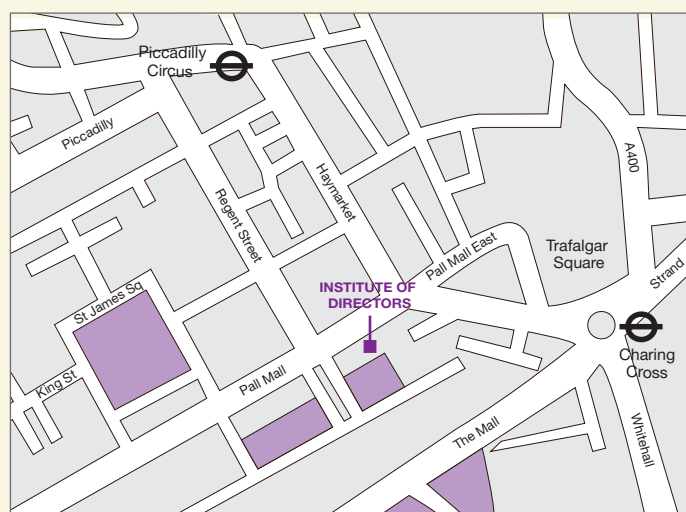 Piccadilly
Circus
Piccadilly
A400
Haymarket
Regent Street
Pall Mall East
Trafalgar
Square
Strand
INSTITUTE OF
DIRECTORS
St James Sq
Charing
Cross
King St
Pall Mall
The Mall
Whitehall